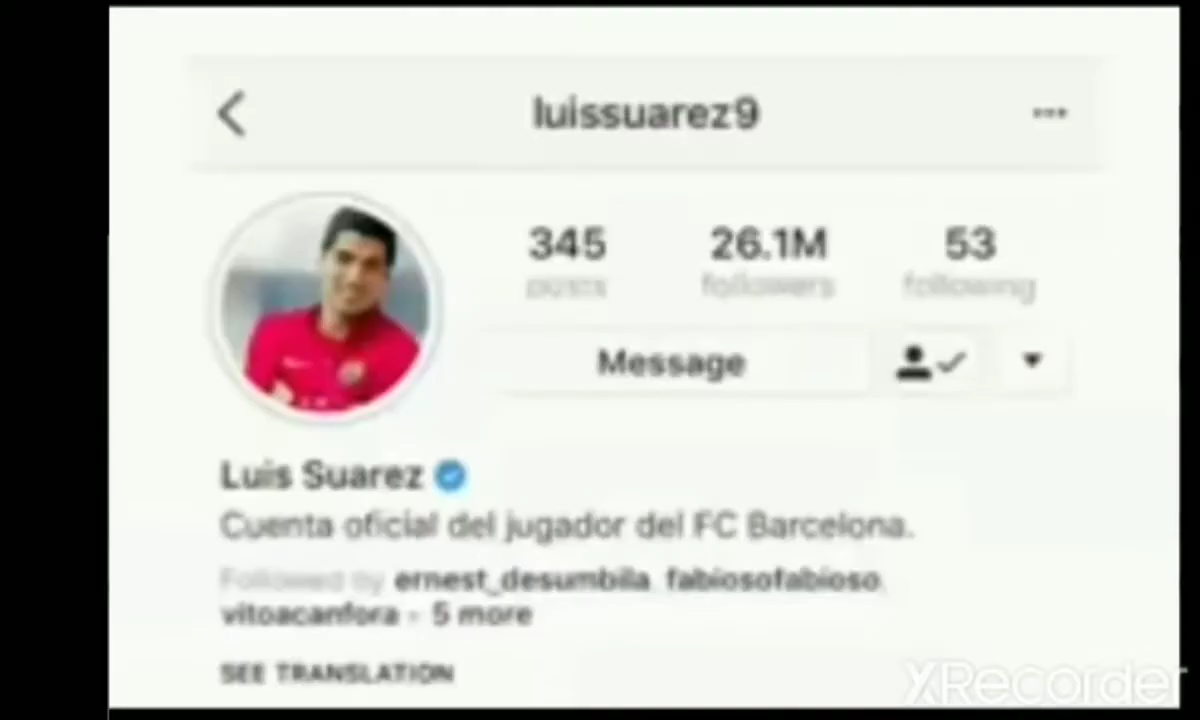 luissuarez9
345 26.1M 53
posts followers following
Message
Luis Suarez
Cuenta oficial del jugador del FC Barcelona.
Followed by ernest_desumbila, fabiosofabioso,
vitoacanfora + 5 more
SEE TRANSLATION
XRecorder